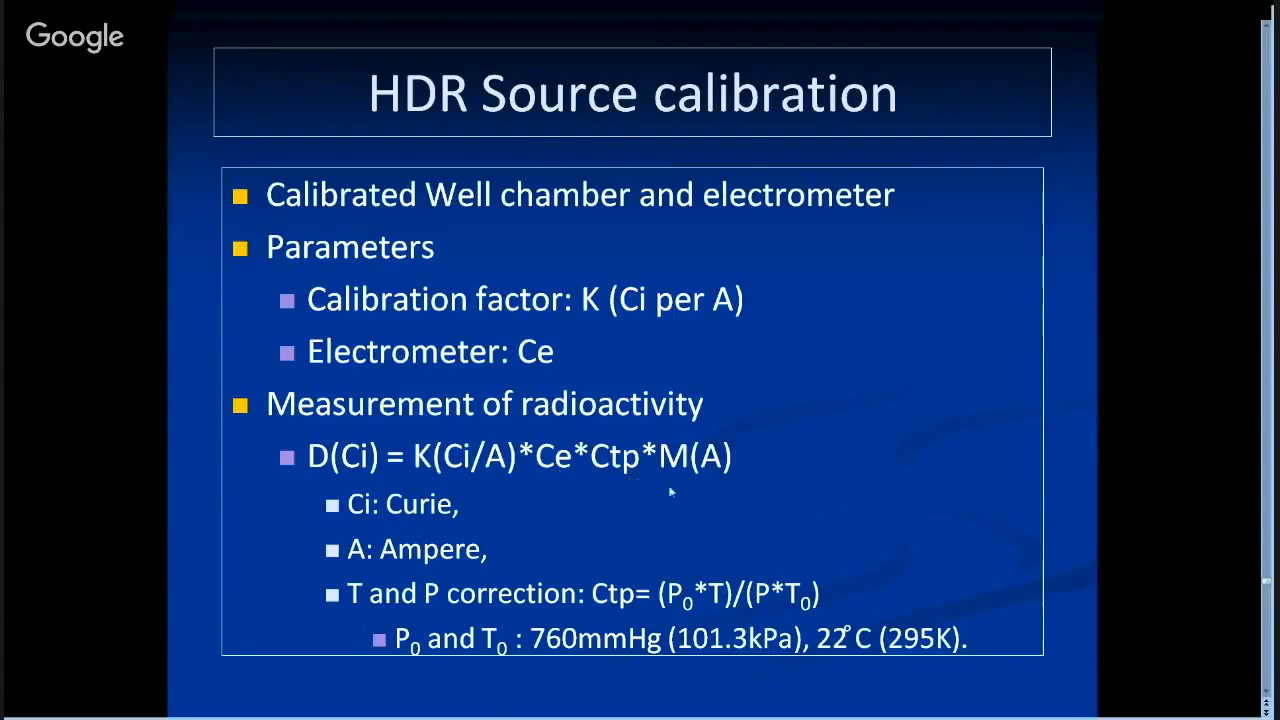 Google
HDR Source calibration
Calibrated Well chamber and electrometer
Parameters
Calibration factor: K (Ci per A)
Electrometer: Ce
Measurement of radioactivity
D(Ci) = K(Ci/A)*Ce*Ctp*M(A)
Ci: Curie,
A: Ampere,
T and P correction: Ctp= (P₀*T)/(P*T₀)
P₀ and T₀ : 760mmHg (101.3kPa), 22°C (295K).